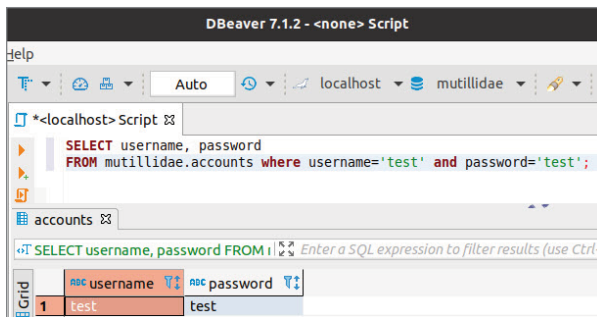 DBeaver 7.1.2 - <none> Script
Help
Auto localhost mutillidae
*<localhost> Script
SELECT username, password
FROM mutillidae.accounts where username='test' and password='test';
accounts
SELECT username, password FROM Enter a SQL expression to filter results (use Ctrl-
Grid
ABC username ABC password
1 test test